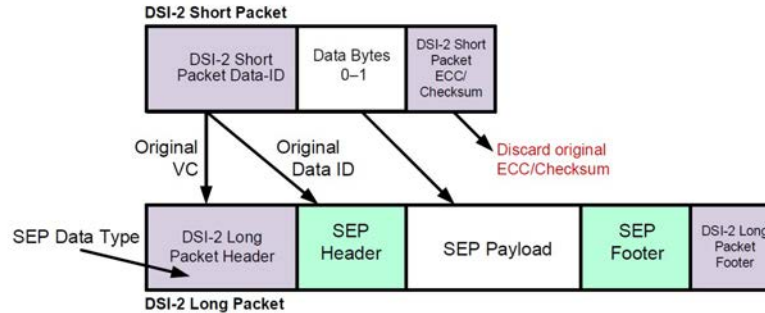 DSI-2 Short Packet
DSI-2 Short
Packet Data-ID
Data Bytes
0–1
DSI-2 Short
Packet
ECC/
Checksum
Original
VC
Original
Data ID
Discard original
ECC/Checksum
SEP Data Type
DSI-2 Long
Packet Header
SEP
Header
SEP Payload
SEP
Footer
DSI-2 Long
Packet
Footer
DSI-2 Long Packet